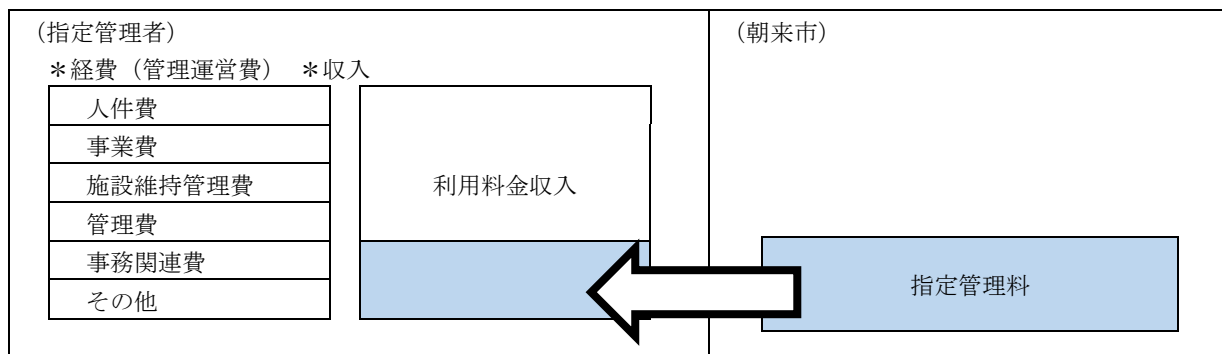 （指定管理者）
＊経費（管理運営費）　＊収入
人件費
事業費
施設維持管理費
管理費
事務関連費
その他
利用料金収入
（朝来市）
指定管理料